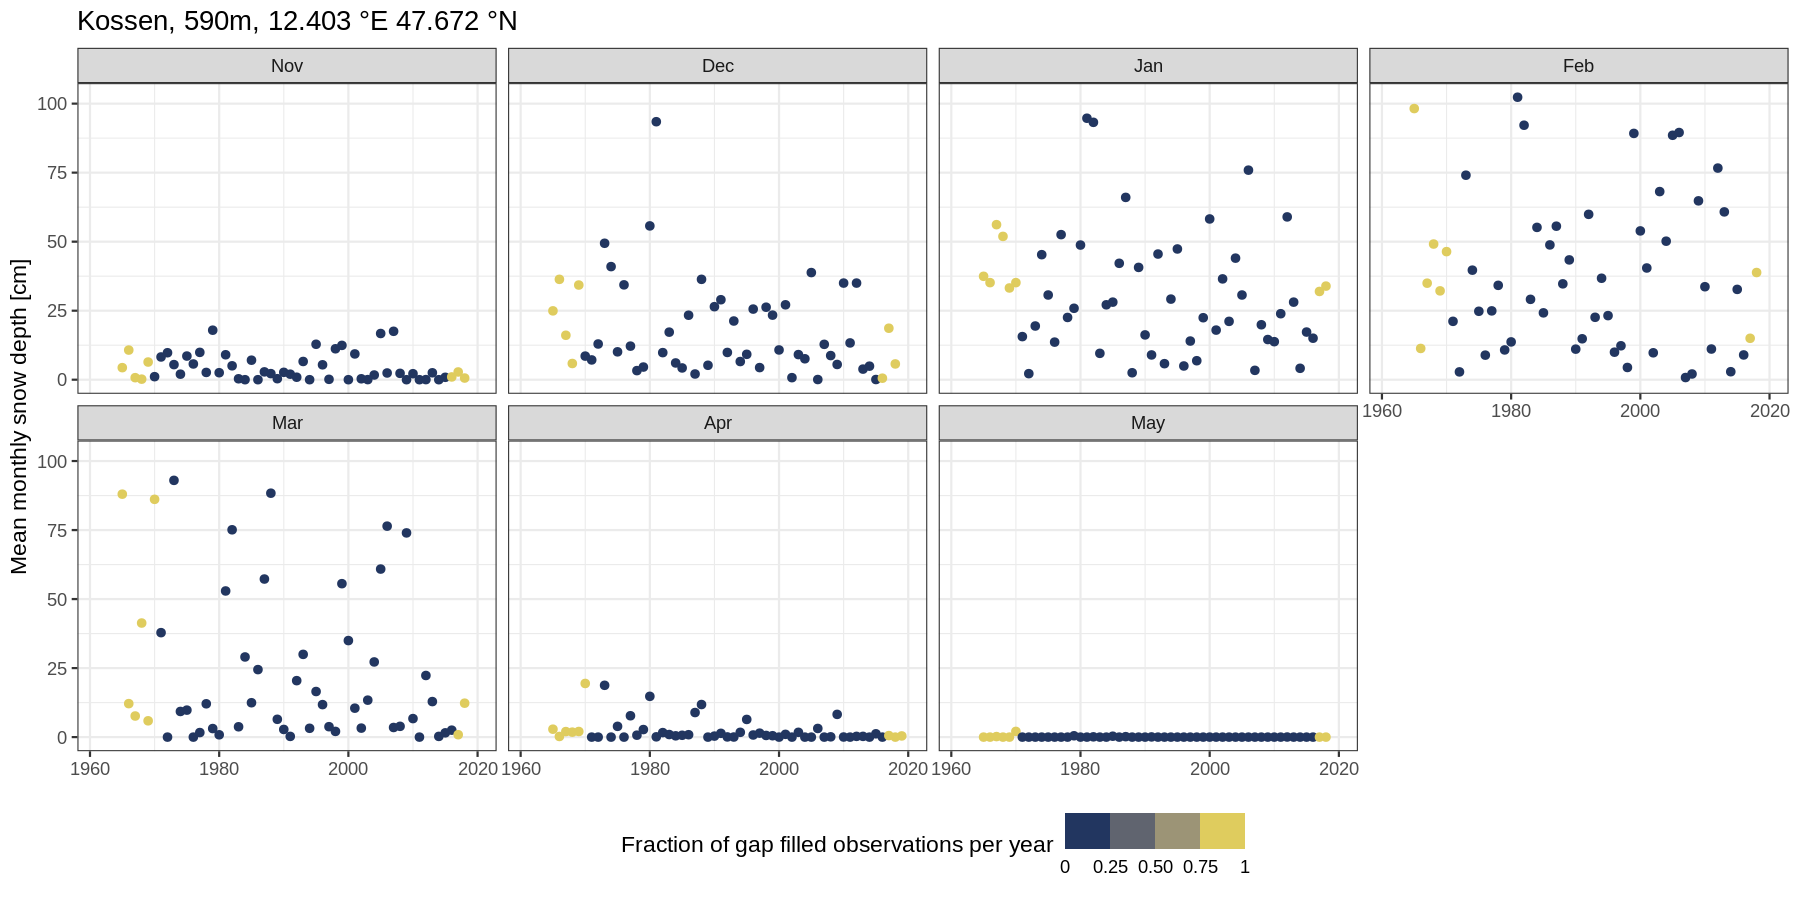 Kossen, 590m, 12.403 °E 47.672 °N
Nov
Dec
Jan
Feb
Mean monthly snow depth [cm]
100
75
50
25
0
1960 1980 2000 2020
Mar
Apr
May
100
75
50
25
0
1960 1980 2000 2020
1960 1980 2000 2020
1960 1980 2000 2020
Fraction of gap filled observations per year
0 0.25 0.50 0.75 1